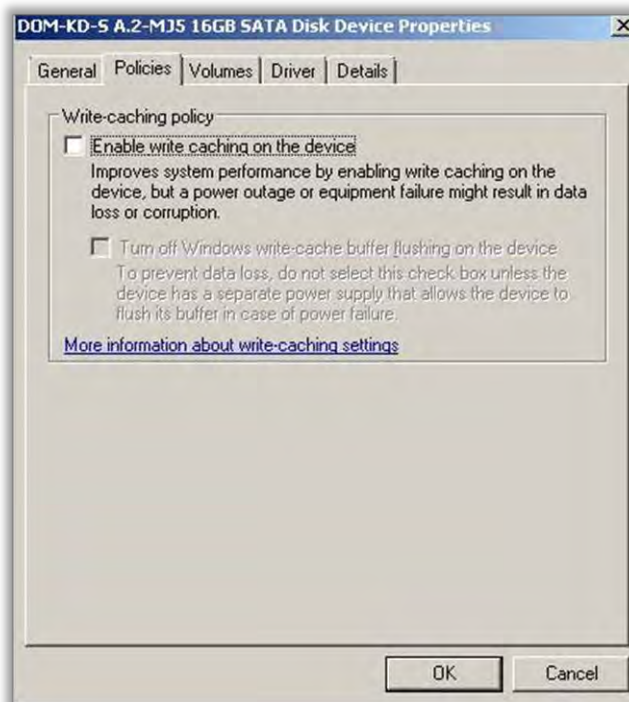 DOM-KD-S A.2-MJ5 16GB SATA Disk Device Properties
General Policies Volumes Driver Details
Write-caching policy
Enable write caching on the device
Improves system performance by enabling write caching on the
device, but a power outage or equipment failure might result in data
loss or corruption.
Turn off Windows write-cache buffer flushing on the device
To prevent data loss, do not select this check box unless the
device has a separate power supply that allows the device to
flush its buffer in case of power failure.
More information about write-caching settings
OK Cancel